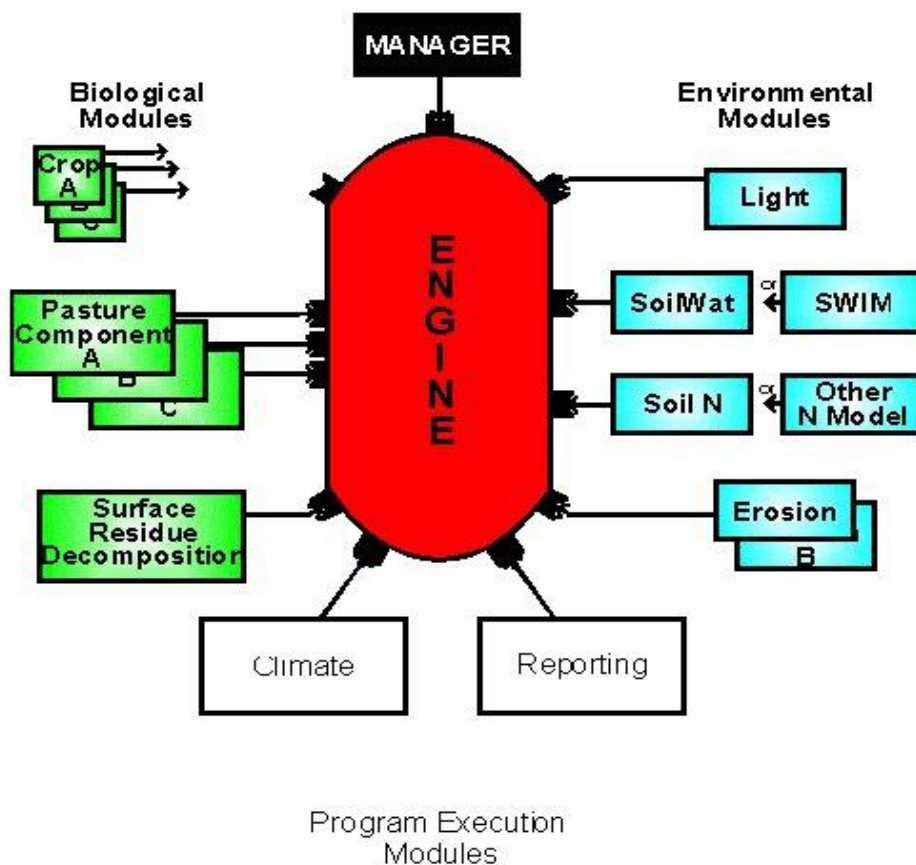 MANAGER
Biological
Modules
Environmental
Modules
Crop
A
C
Light
ENGINE
Pasture
Component
A
B
C
SoilWat
or
SWIM
Soil N
or
Other
N Model
Surface
Residue
Decomposition
Erosion
B
Climate
Reporting
Program Execution
Modules